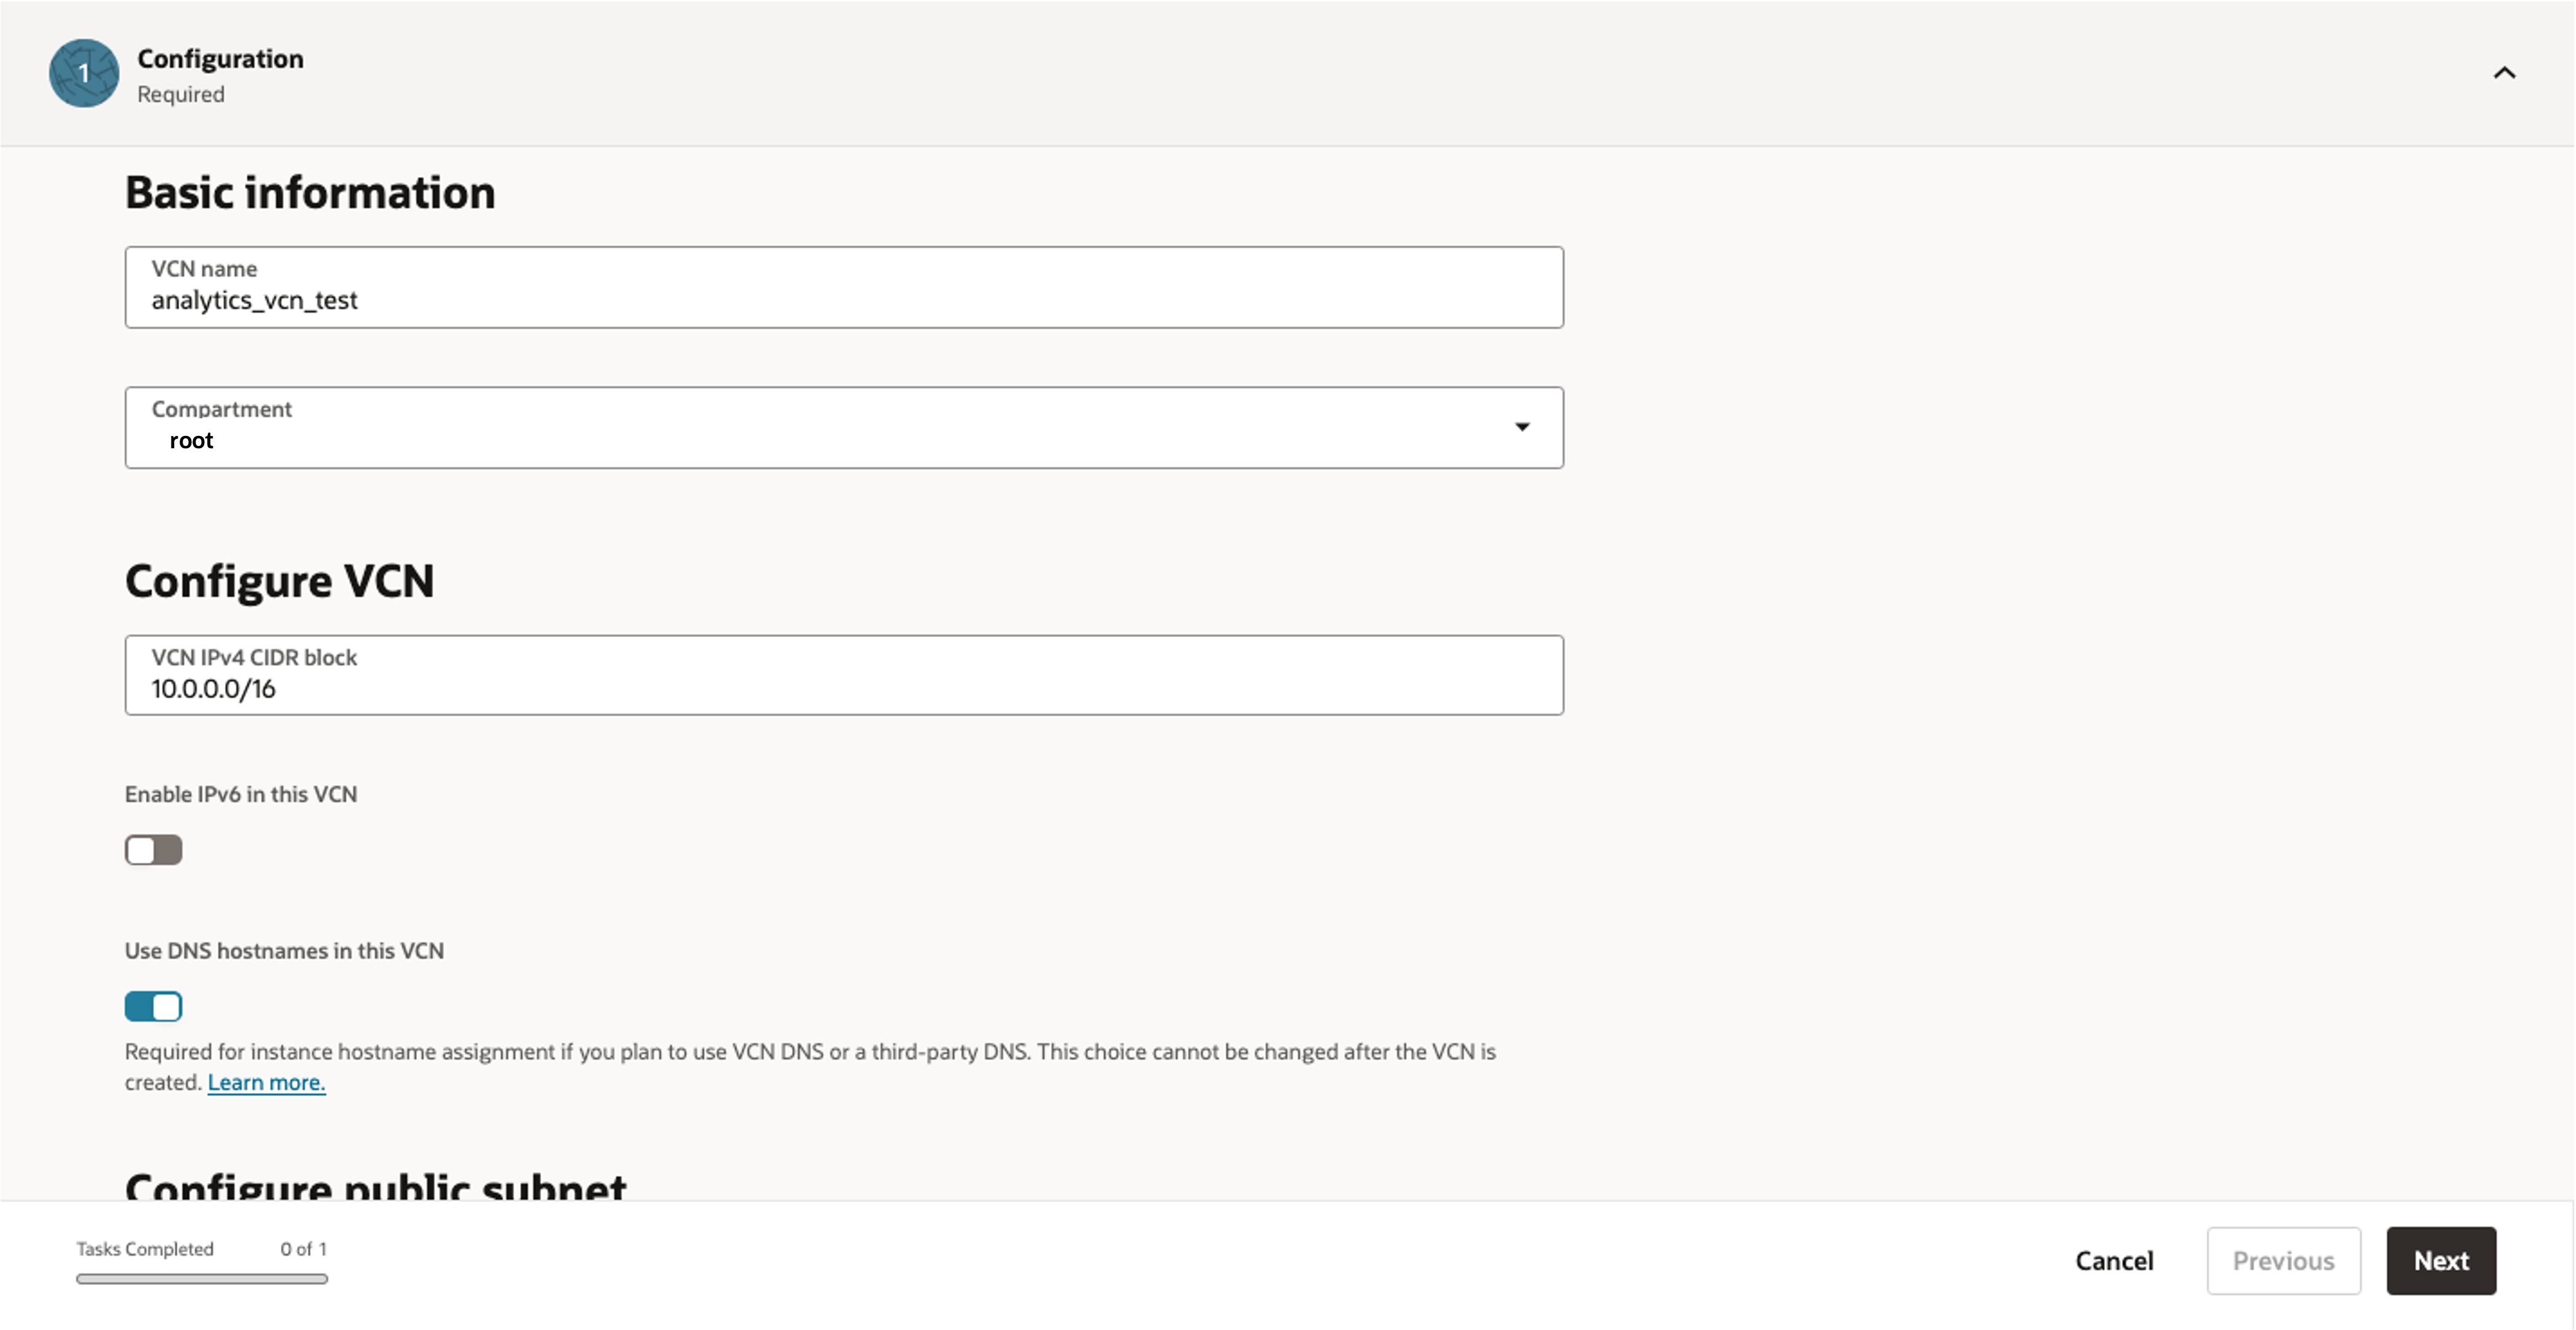 1
Configuration
Required
Basic information
VCN name
analytics_vcn_test
Compartment
root
Configure VCN
VCN IPv4 CIDR block
10.0.0.0/16
Enable IPv6 in this VCN
Use DNS hostnames in this VCN
Required for instance hostname assignment if you plan to use VCN DNS or a third-party DNS. This choice cannot be changed after the VCN is
created. Learn more.
Configure public subnet
Tasks Completed 0 of 1
Cancel Previous Next